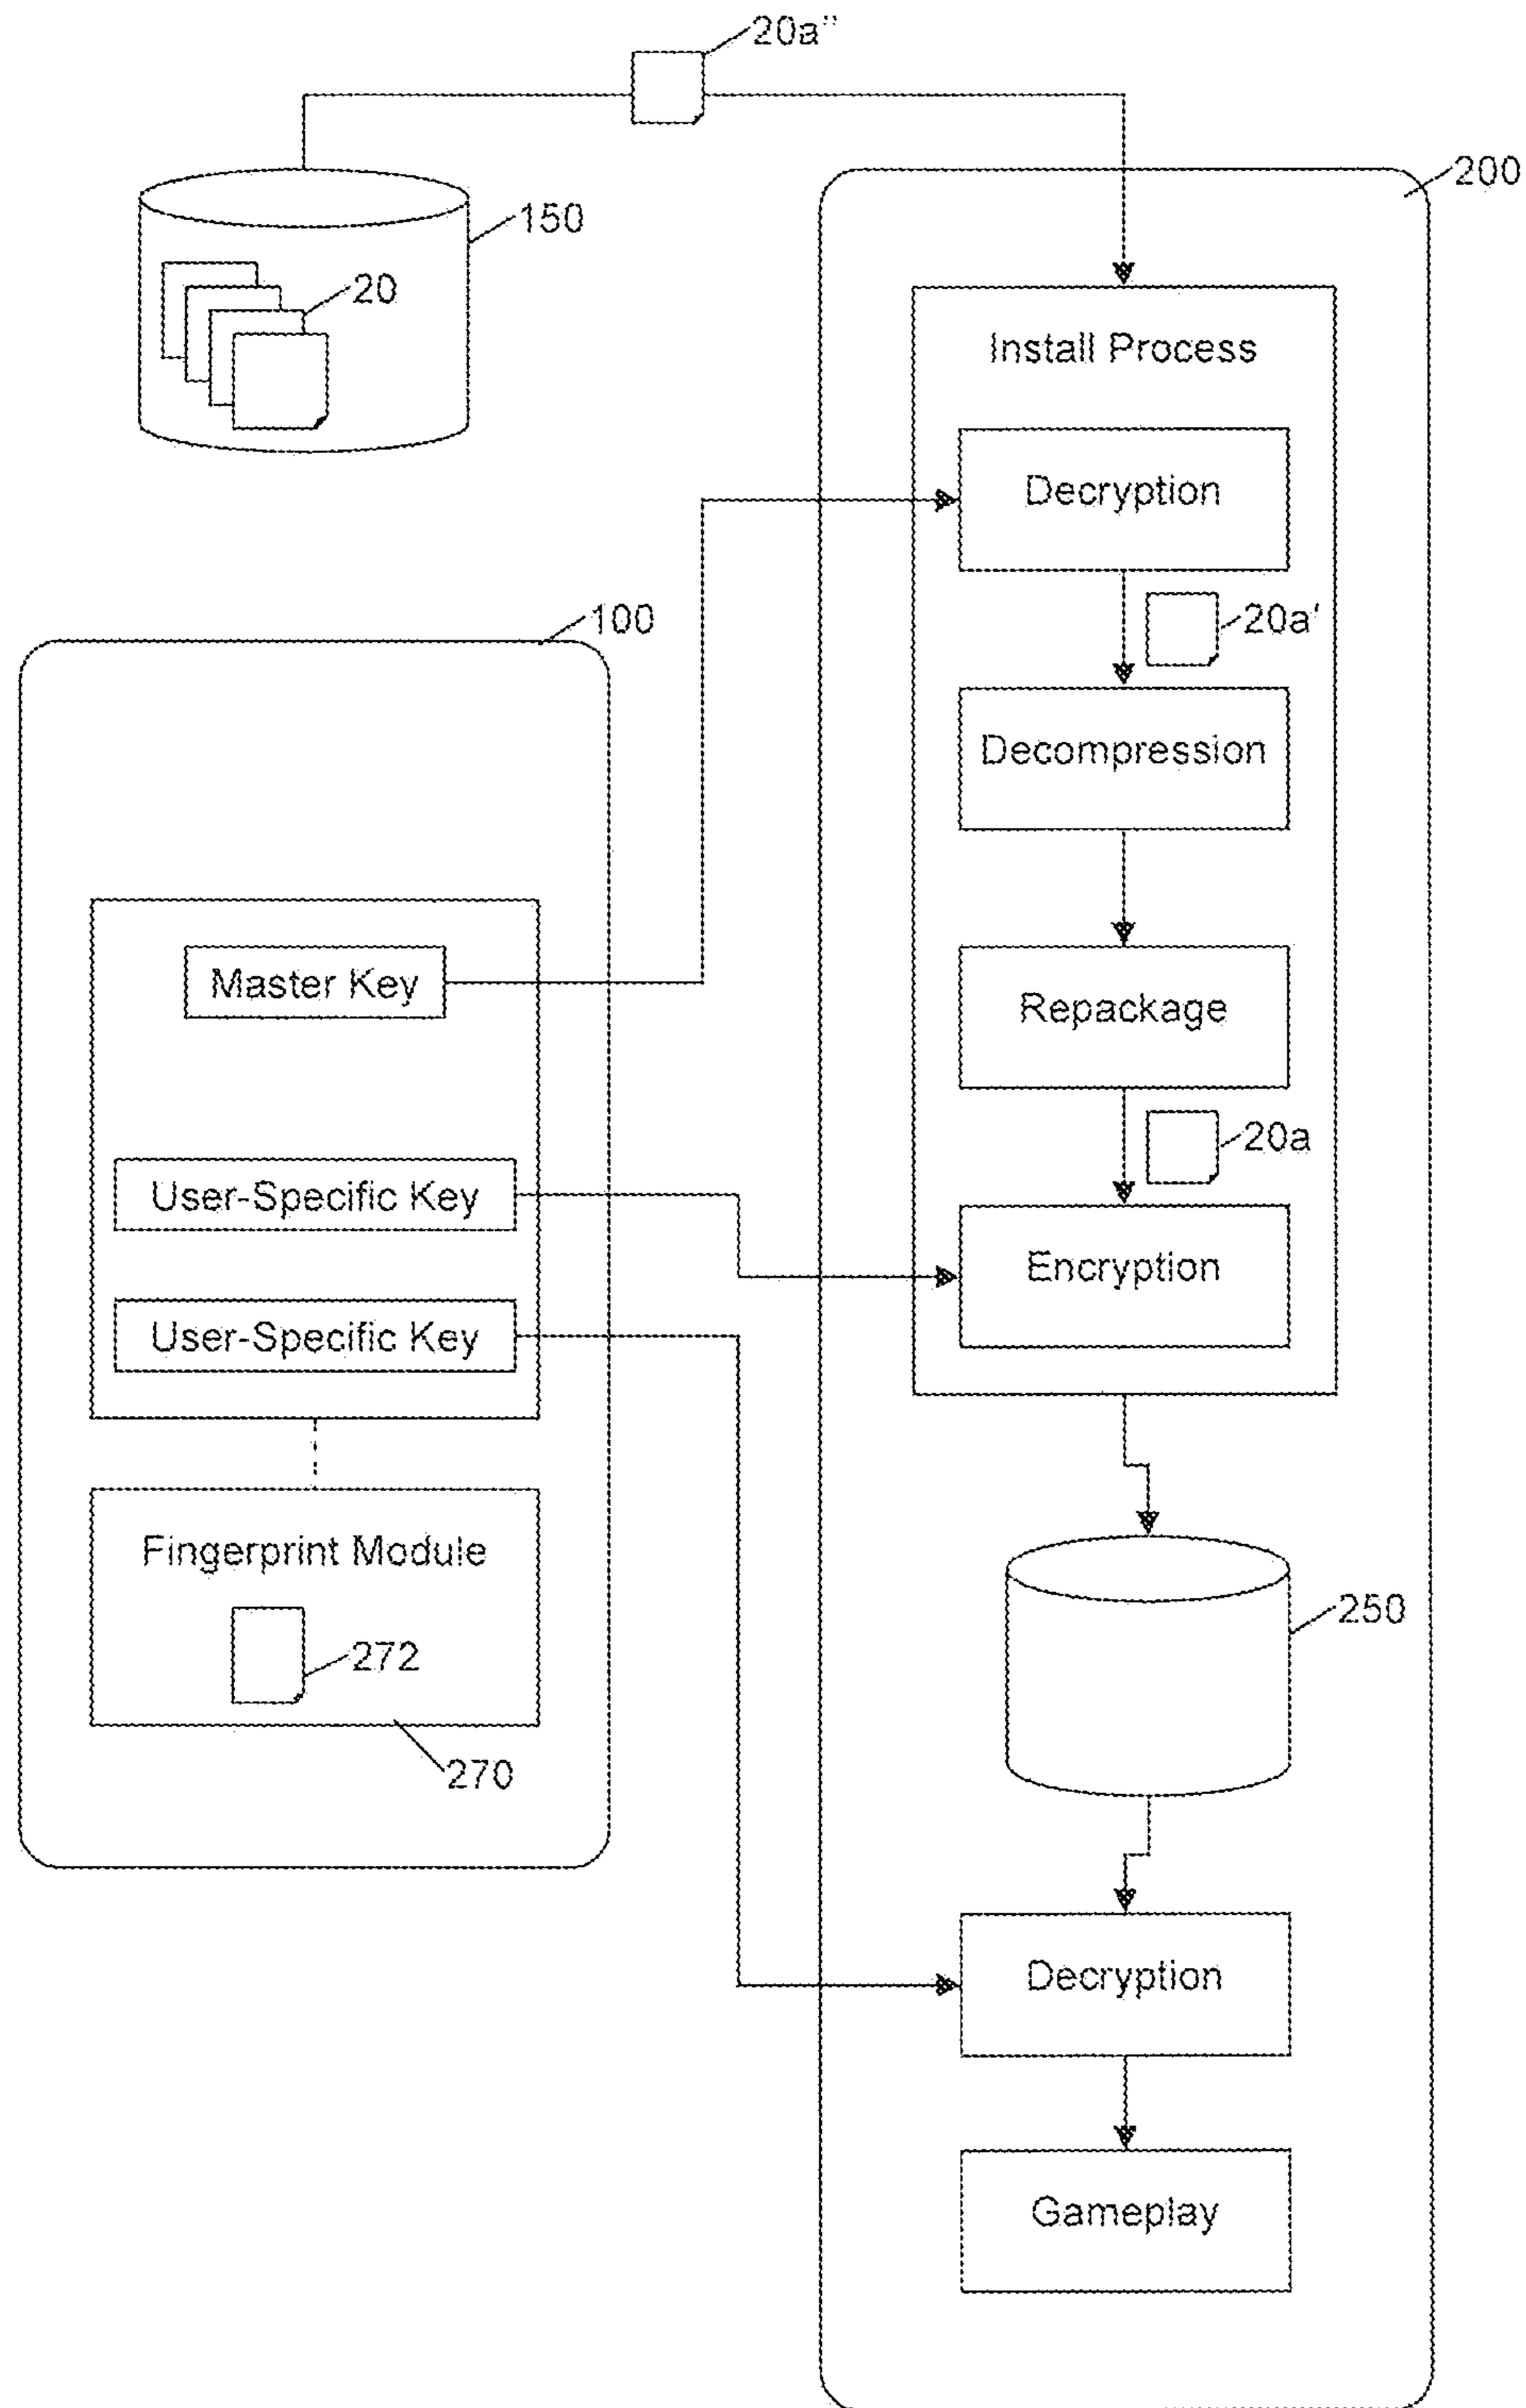 20a"
200
150
20
Install Process
Decryption
100
20a'
Decompression
Master Key
Repackage
20a
User-Specific Key
Encryption
User-Specific Key
Fingerprint Module
250
272
270
Decryption
Gameplay